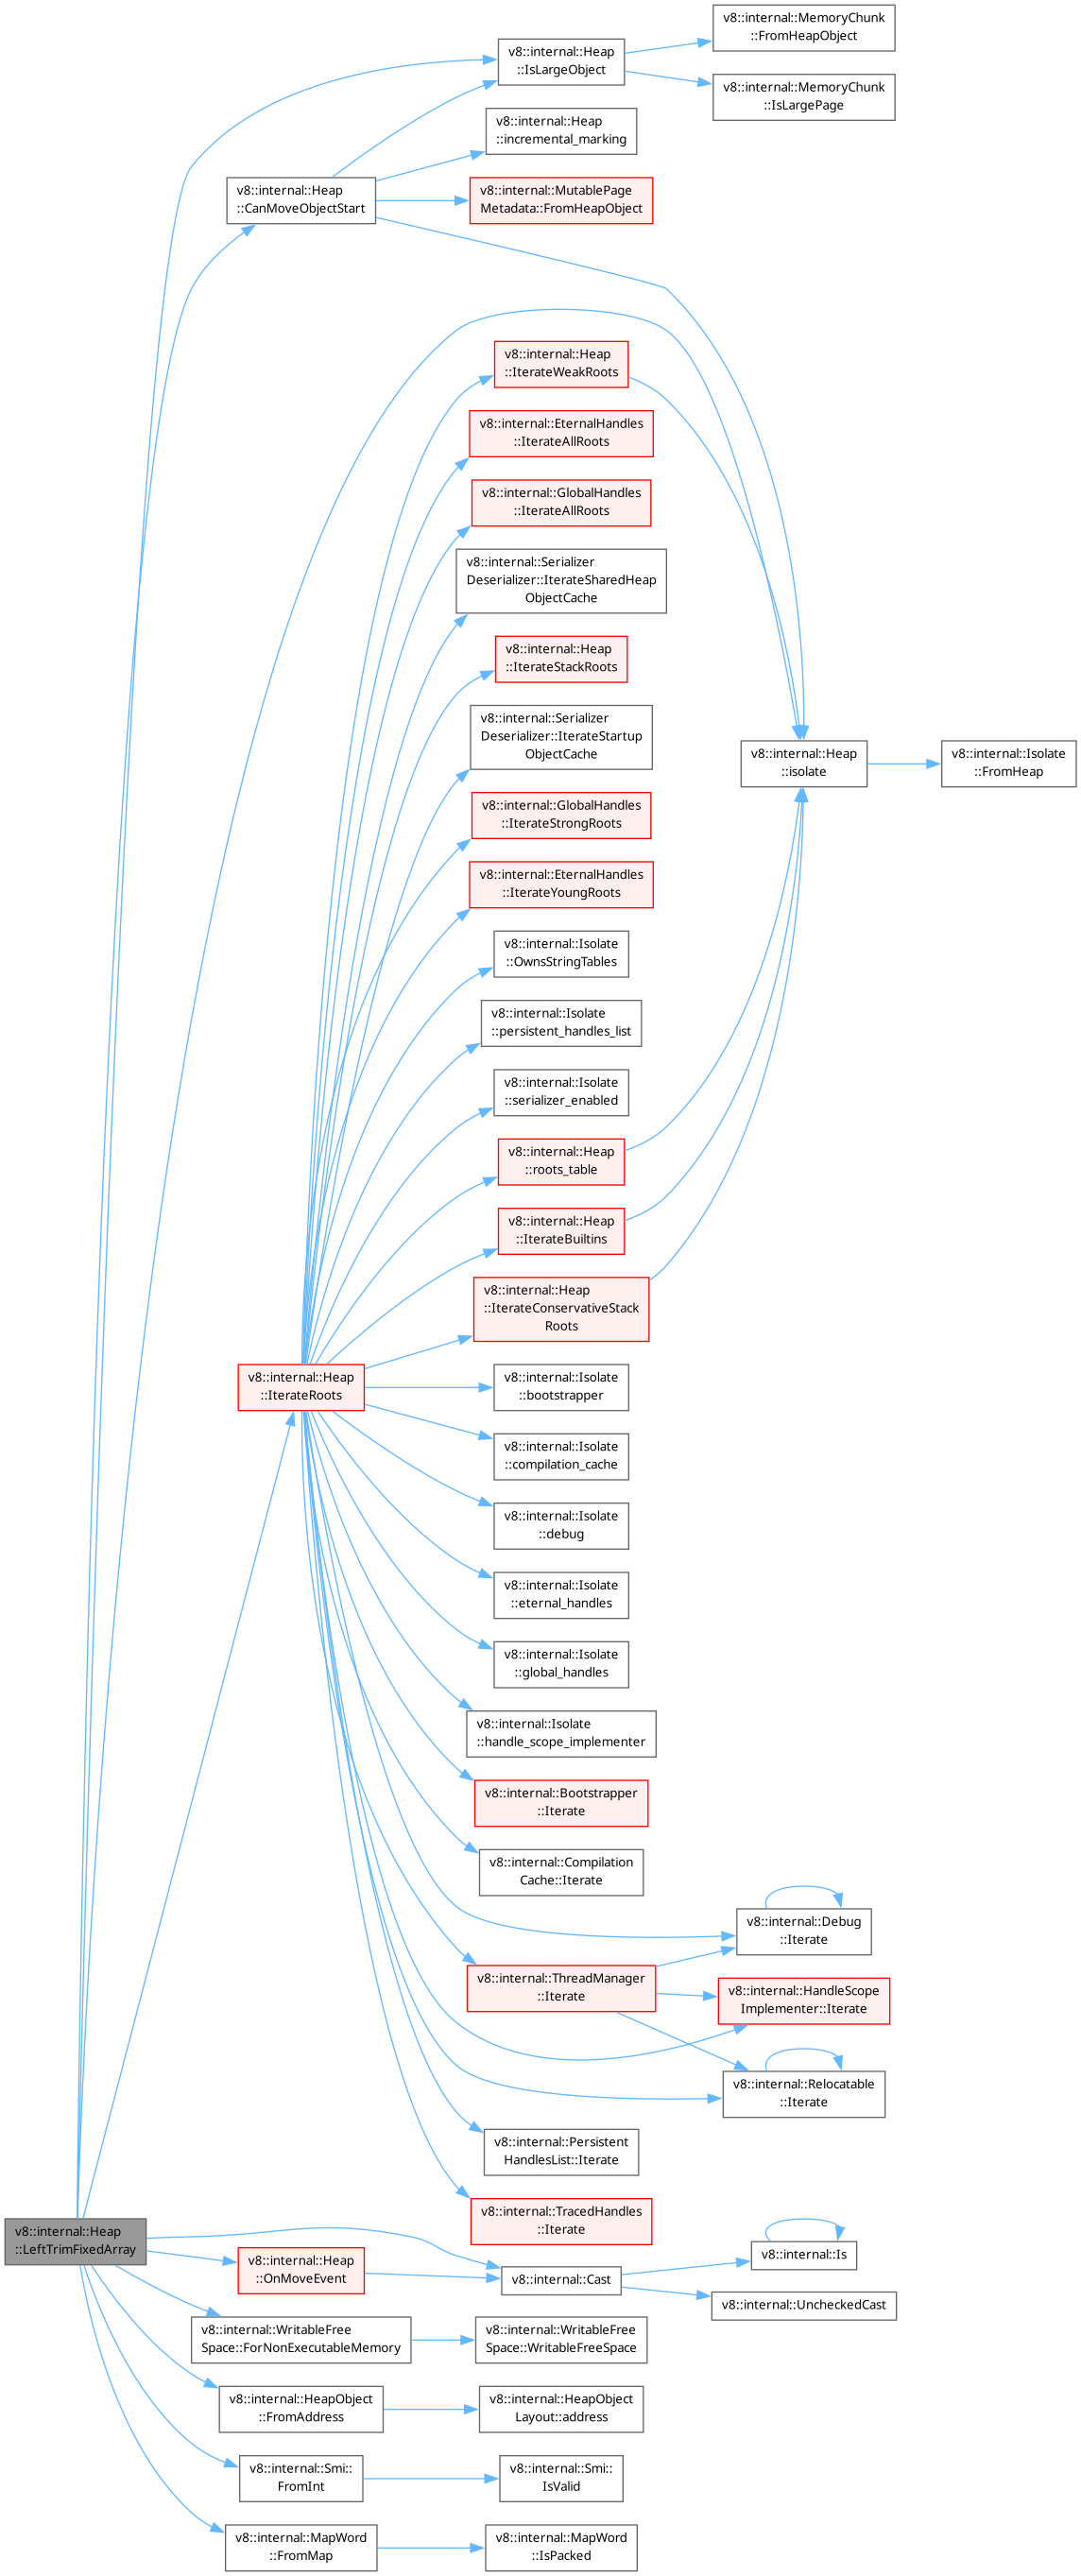 v8::internal::MemoryChunk
::FromHeapObject
v8::internal::Heap
::IsLargeObject
v8::internal::MemoryChunk
::IsLargePage
v8::internal::Heap
::incremental_marking
v8::internal::Heap
::CanMoveObjectStart
v8::internal::MutablePage
Metadata::FromHeapObject
v8::internal::Heap
::IterateWeakRoots
v8::internal::EternalHandles
::IterateAllRoots
v8::internal::GlobalHandles
::IterateAllRoots
v8::internal::Serializer
Deserializer::IterateSharedHeap
ObjectCache
v8::internal::Heap
::IterateStackRoots
v8::internal::Serializer
Deserializer::IterateStartup
ObjectCache
v8::internal::Heap
::isolate
v8::internal::Isolate
::FromHeap
v8::internal::GlobalHandles
::IterateStrongRoots
v8::internal::EternalHandles
::IterateYoungRoots
v8::internal::Isolate
::OwnsStringTables
v8::internal::Isolate
::persistent_handles_list
v8::internal::Isolate
::serializer_enabled
v8::internal::Heap
::roots_table
v8::internal::Heap
::IterateBuiltins
v8::internal::Heap
::IterateConservativeStack
Roots
v8::internal::Heap
::IterateRoots
v8::internal::Isolate
::bootstrapper
v8::internal::Isolate
::compilation_cache
v8::internal::Isolate
::debug
v8::internal::Isolate
::eternal_handles
v8::internal::Isolate
::global_handles
v8::internal::Isolate
::handle_scope_implementer
v8::internal::Bootstrapper
::Iterate
v8::internal::Compilation
Cache::Iterate
v8::internal::Debug
::Iterate
v8::internal::ThreadManager
::Iterate
v8::internal::HandleScope
Implementer::Iterate
v8::internal::Relocatable
::Iterate
v8::internal::Persistent
HandlesList::Iterate
v8::internal::TracedHandles
::Iterate
v8::internal::Heap
::LeftTrimFixedArray
v8::internal::Heap
::OnMoveEvent
v8::internal::Cast
v8::internal::Is
v8::internal::UncheckedCast
v8::internal::WritableFree
Space::ForNonExecutableMemory
v8::internal::WritableFree
Space::WritableFreeSpace
v8::internal::HeapObject
::FromAddress
v8::internal::HeapObject
Layout::address
v8::internal::Smi::
FromInt
v8::internal::Smi::
IsValid
v8::internal::MapWord
::FromMap
v8::internal::MapWord
::IsPacked